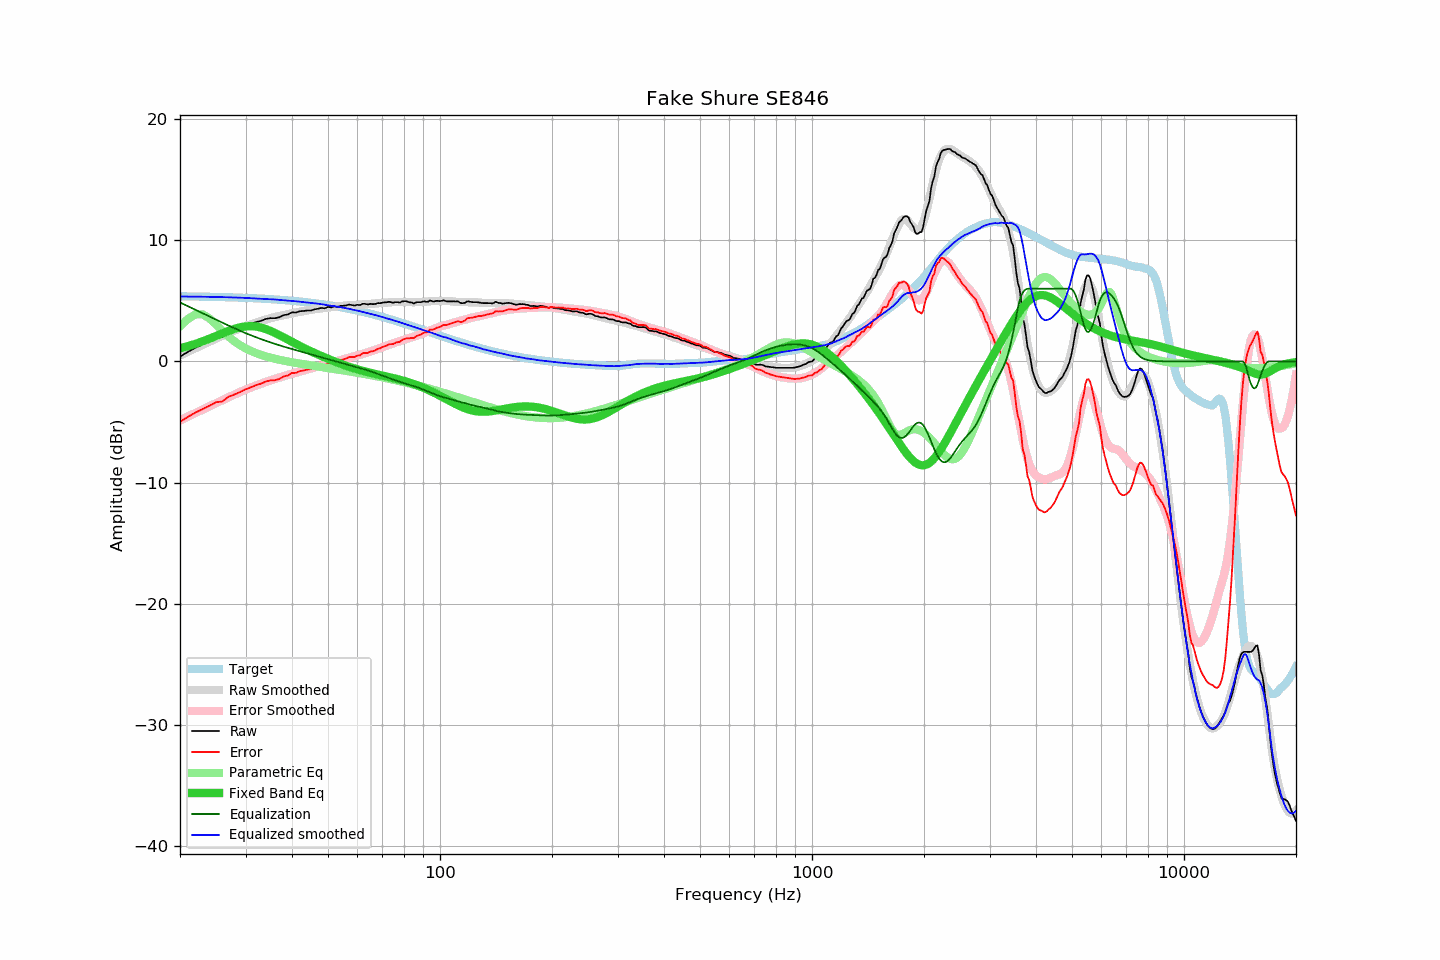 Fake Shure SE846
20
10
0
−10
−20
−30
−40
Amplitude (dBr)
Target
Raw Smoothed
Error Smoothed
Raw
Error
Parametric Eq
Fixed Band Eq
Equalization
Equalized smoothed
100
1000
10000
Frequency (Hz)